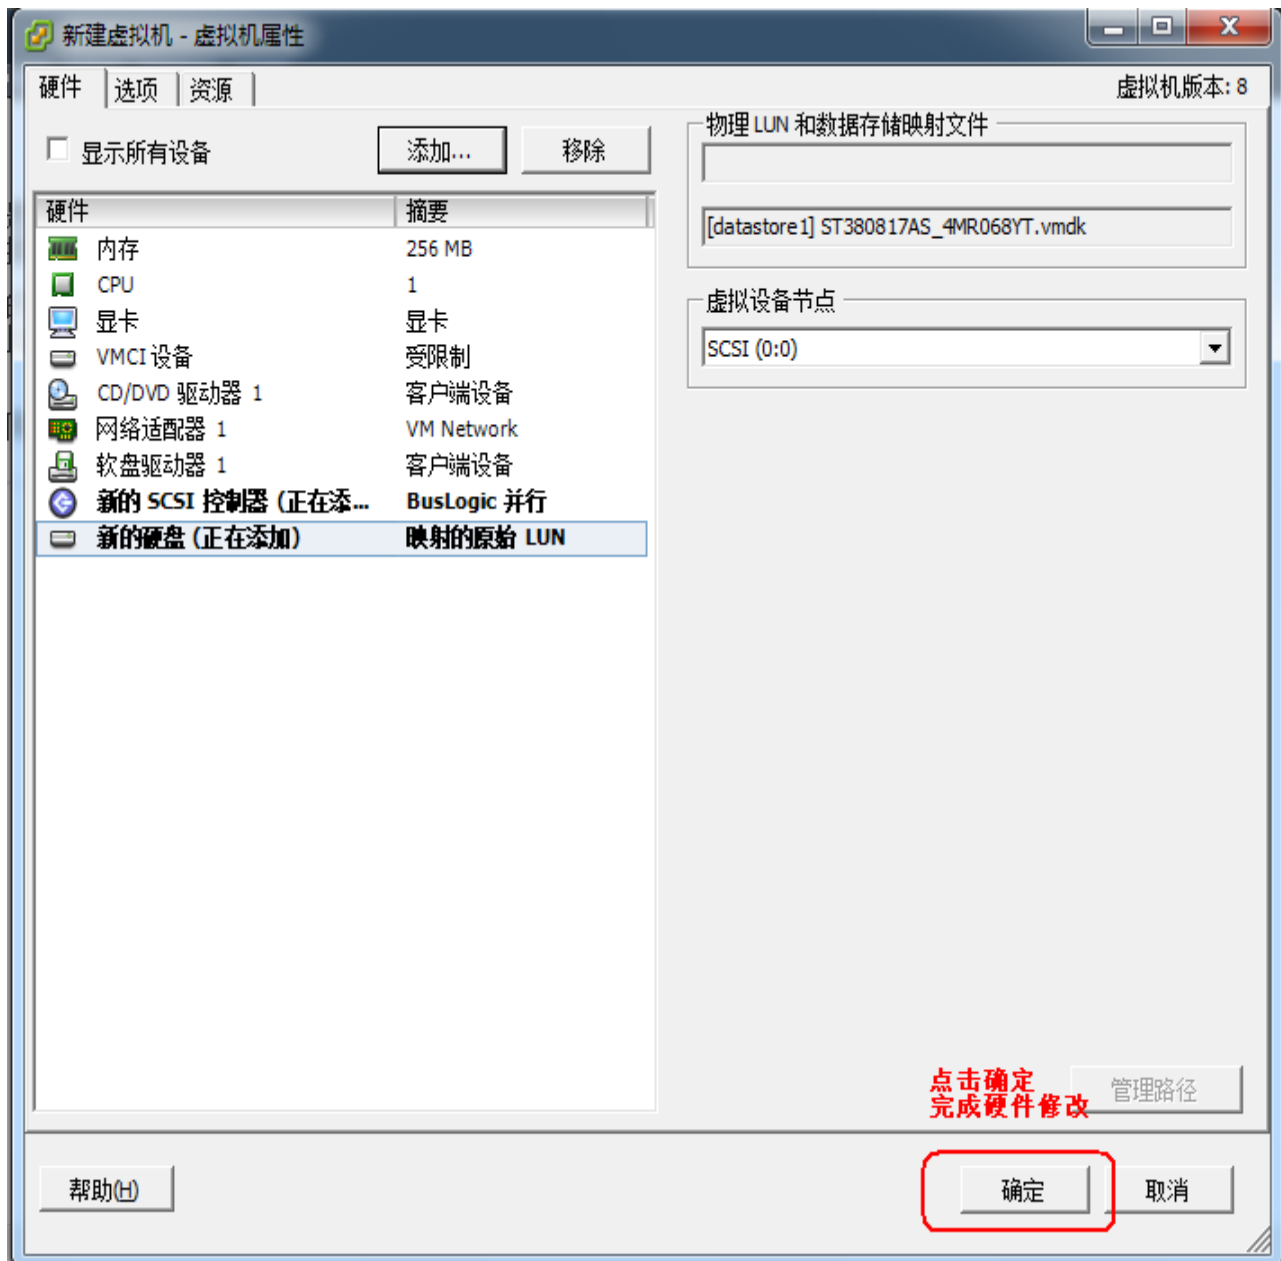 新建虚拟机 - 虚拟机属性
硬件 选项 资源 虚拟机版本: 8
显示所有设备 添加... 移除
硬件 摘要
内存 256 MB
CPU 1
显卡 显卡
VMCI 设备 受限制
CD/DVD 驱动器 1 客户端设备
网络适配器 1 VM Network
软盘驱动器 1 客户端设备
新的 SCSI 控制器 (正在添... BusLogic 并行
新的硬盘 (正在添加) 映射的原始 LUN
物理 LUN 和数据存储映射文件
[datastore1] ST380817AS_4MR068YT.vmdk
虚拟设备节点
SCSI (0:0)
点击确定
完成硬件修改
管理路径
帮助(H) 确定 取消